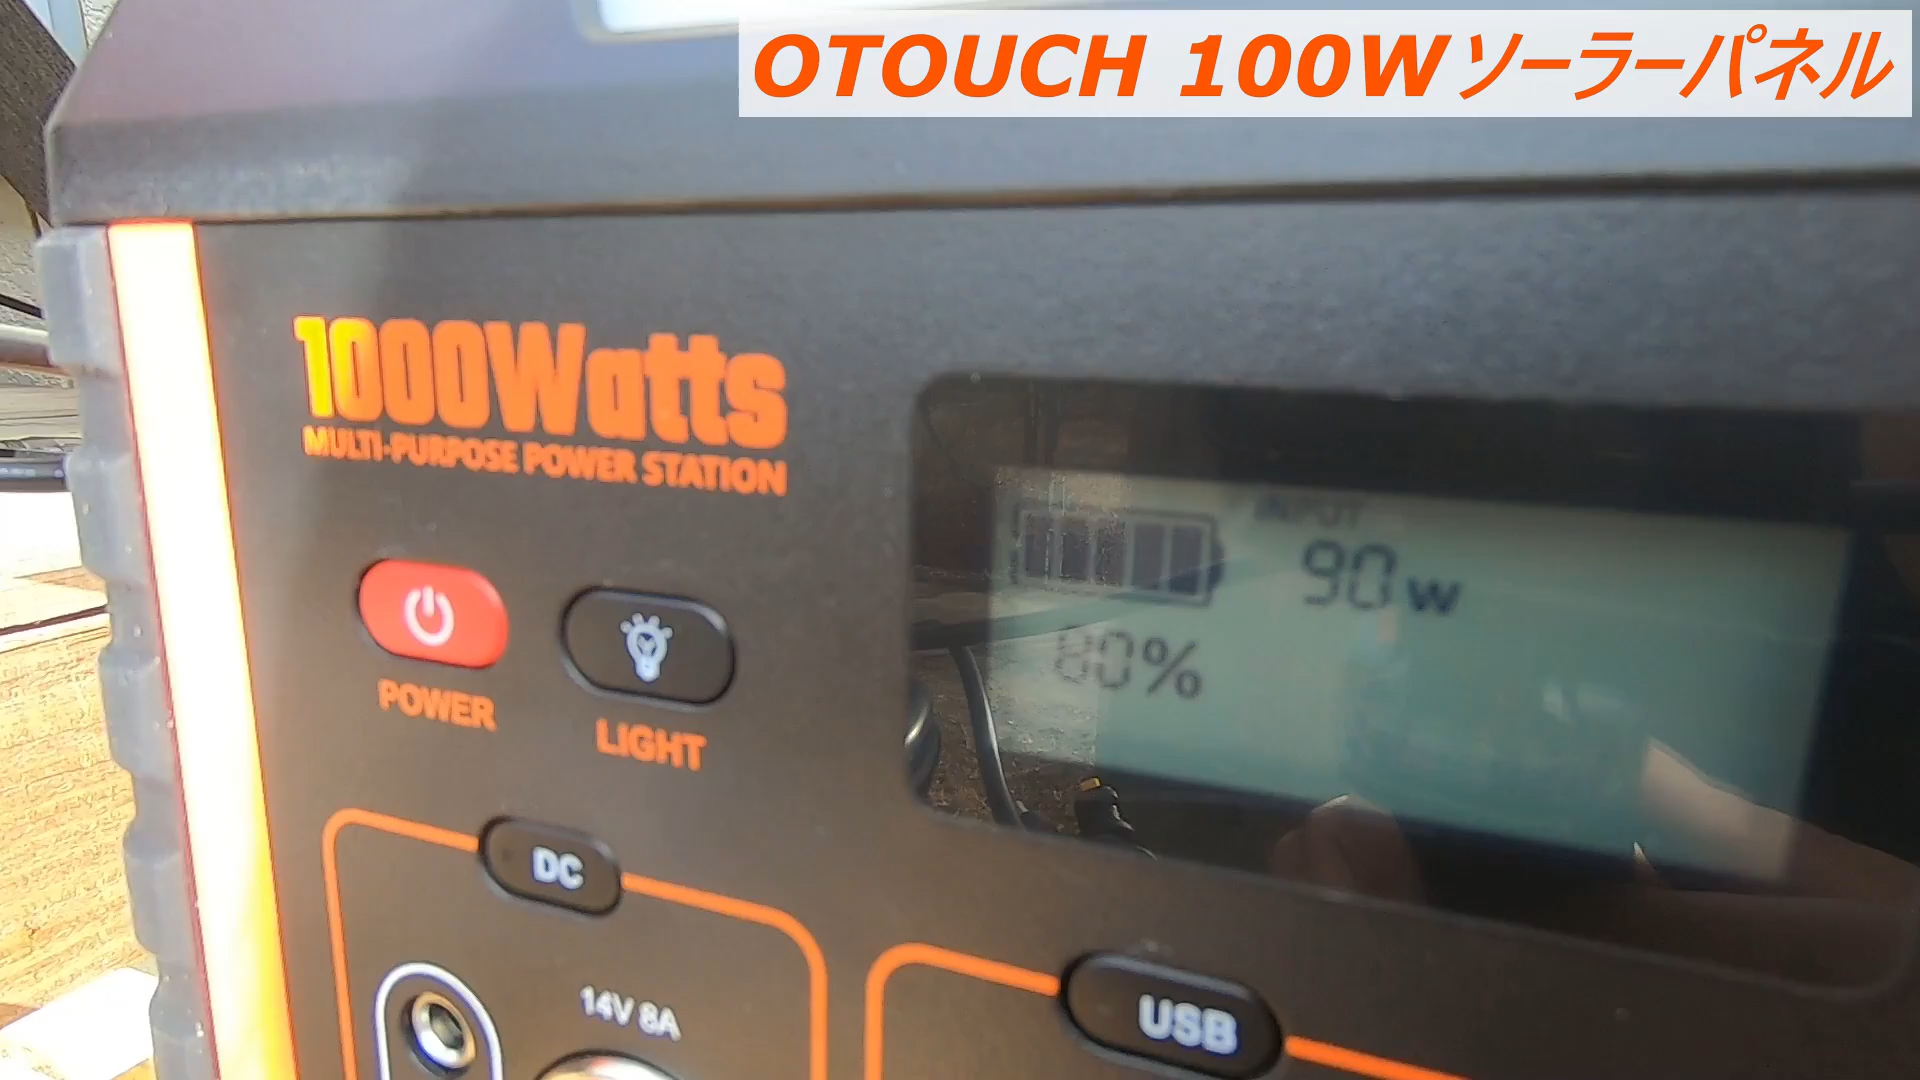 OTOUCH 100Wソーラーパネル
1000Watts
MULTI-PURPOSE POWER STATION
INPUT
90w
80%
POWER
LIGHT
DC
14V 8A
USB